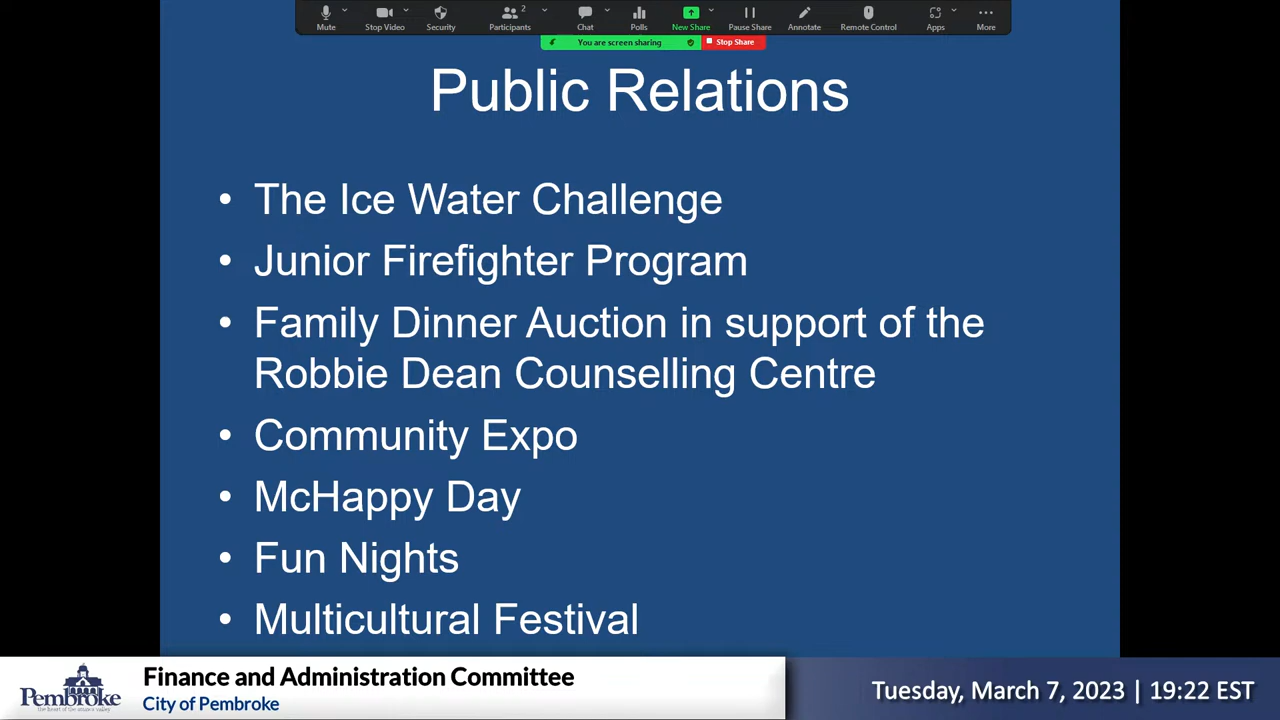 Mute
Stop Video
Security
2
Participants
Chat
Polls
New Share
Pause Share
Annotate
Remote Control
Apps
More
You are screen sharing
Stop Share
Public Relations
• The Ice Water Challenge
• Junior Firefighter Program
• Family Dinner Auction in support of the
Robbie Dean Counselling Centre
• Community Expo
• McHappy Day
• Fun Nights
• Multicultural Festival
Pembroke
Finance and Administration Committee
City of Pembroke
Tuesday, March 7, 2023 | 19:22 EST